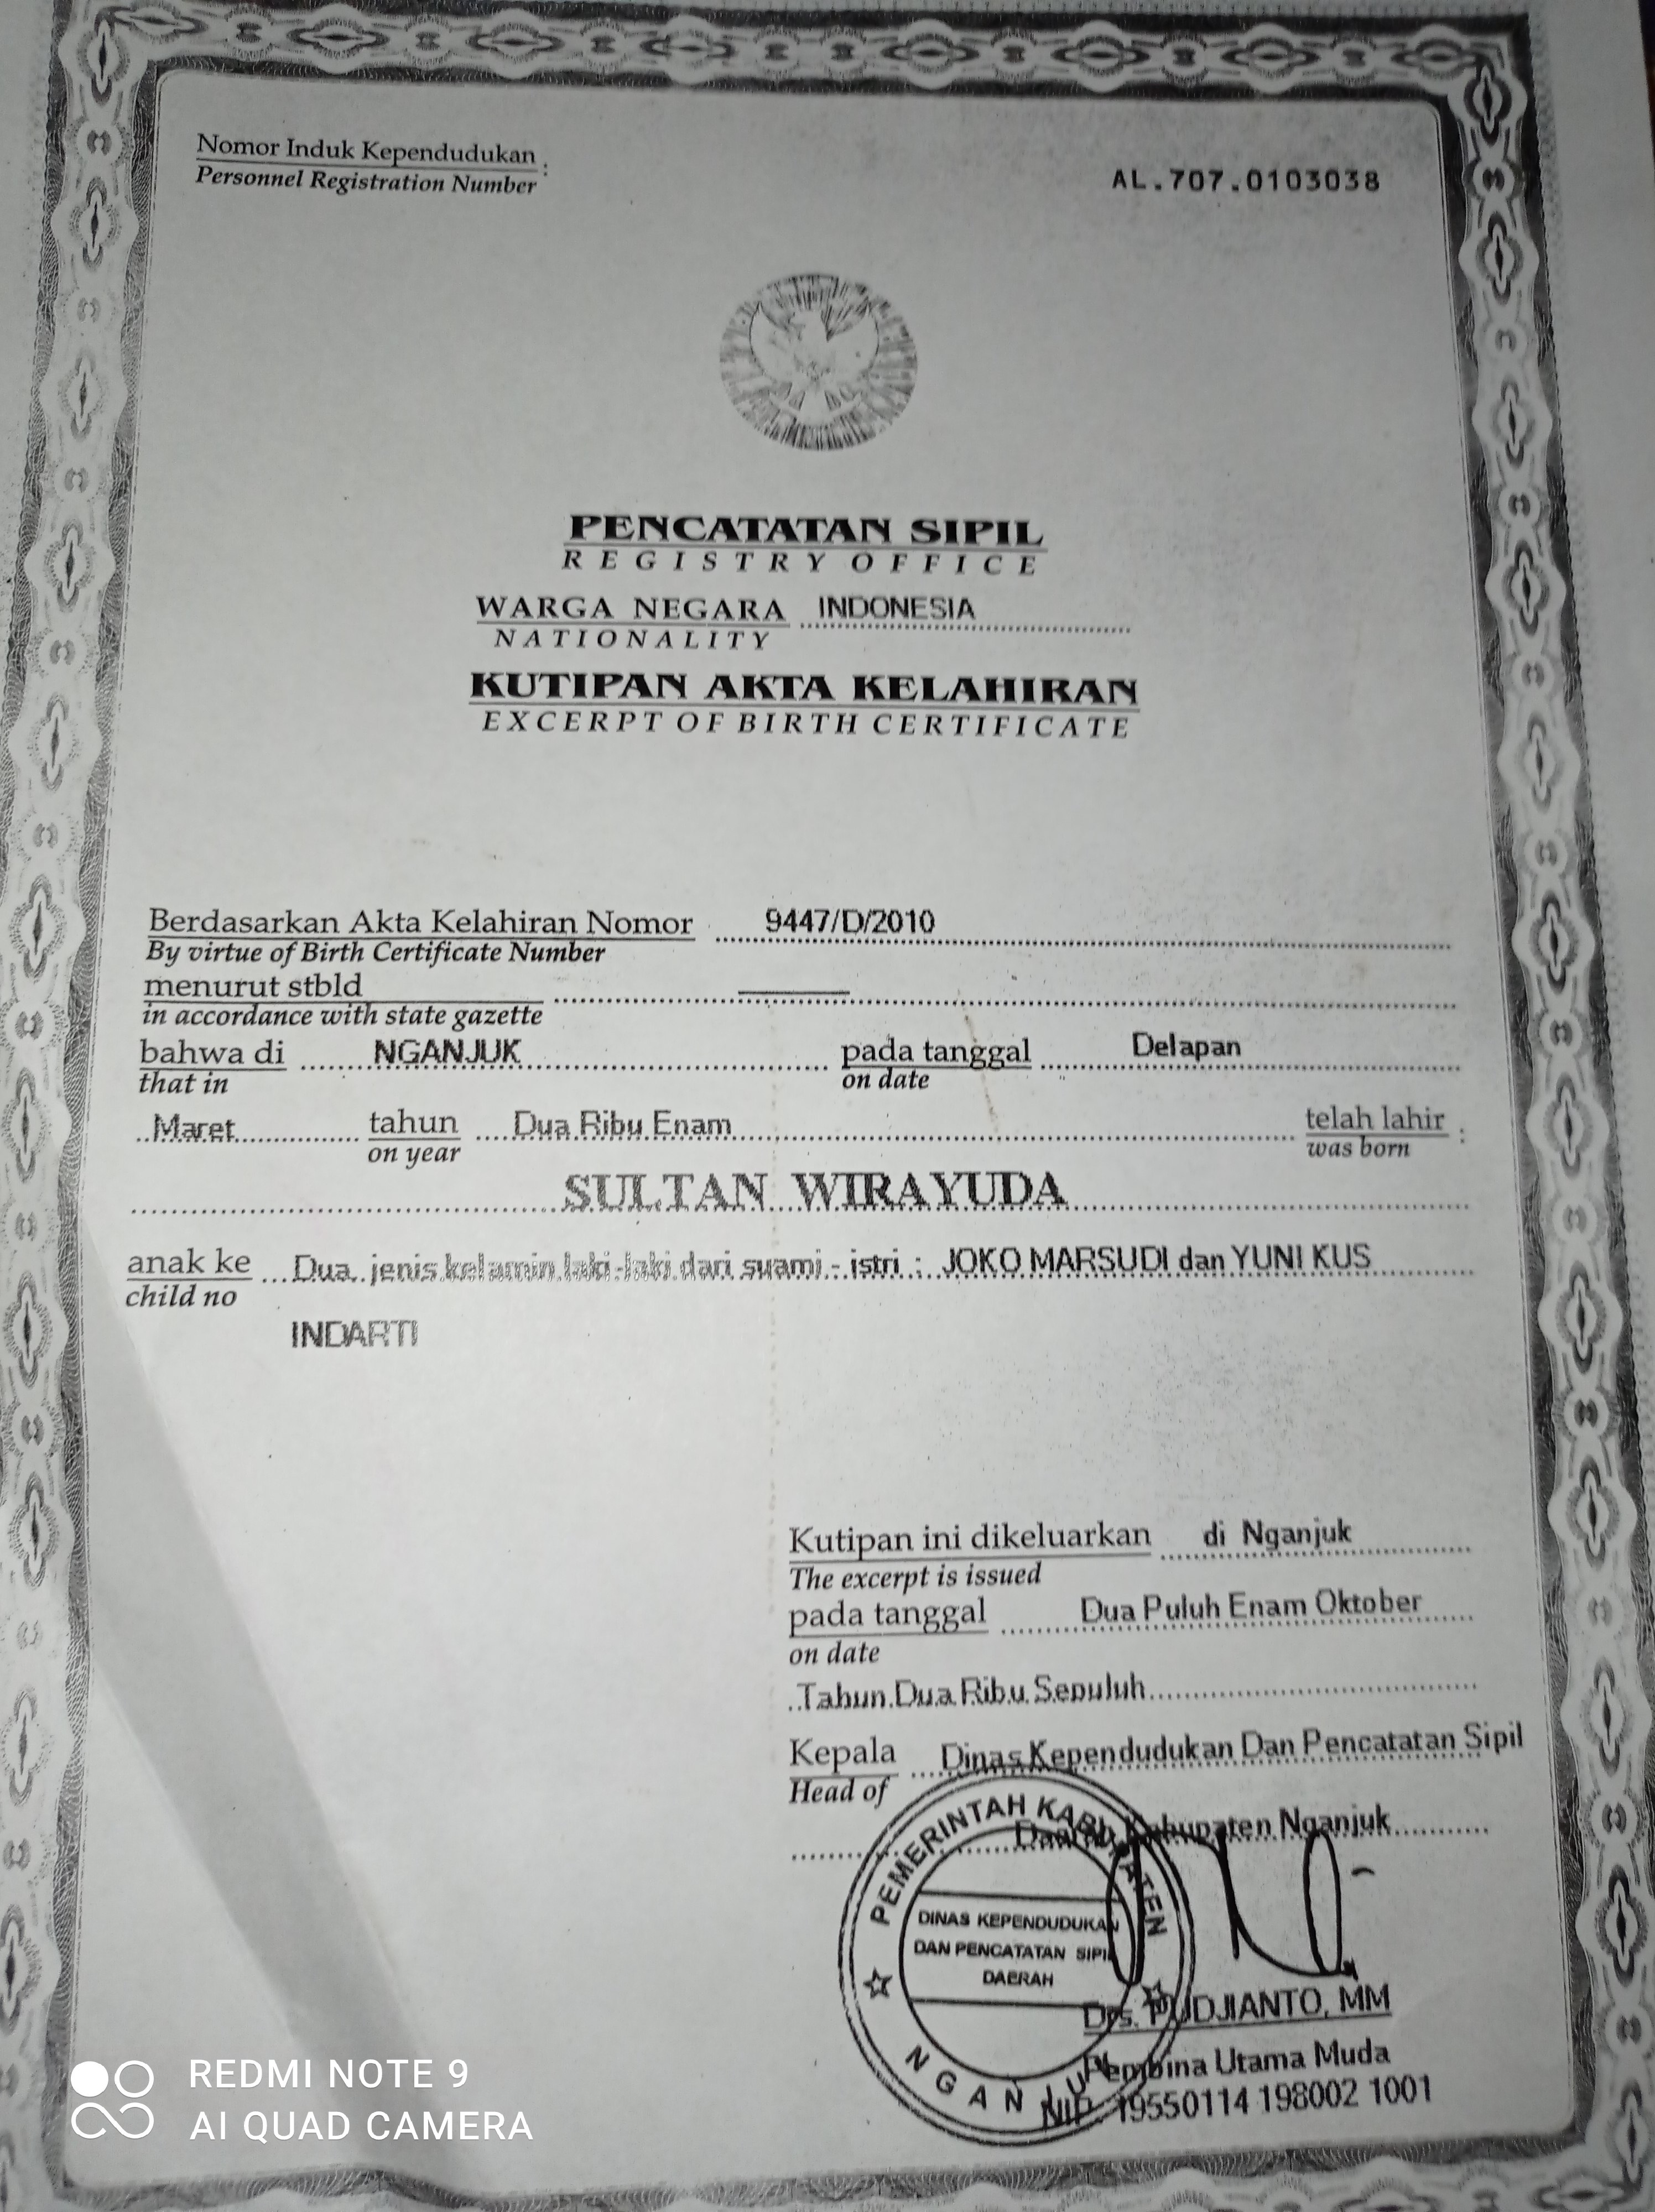 Nomor Induk Kependudukan :
Personnel Registration Number
AL.707.0103038
PENCATATAN SIPIL
REGISTRY OFFICE
WARGA NEGARA INDONESIA
NATIONALITY
KUTIPAN AKTA KELAHIRAN
EXCERPT OF BIRTH CERTIFICATE
Berdasarkan Akta Kelahiran Nomor 9447/D/2010
By virtue of Birth Certificate Number
menurut stbld
in accordance with state gazette
bahwa di NGANJUK pada tanggal Delapan
that in on date
Maret tahun Dua Ribu Enam telah lahir :
on year was born
SULTAN WIRAYUDA
anak ke Dua jenis kelamin laki-laki dari suami - istri : JOKO MARSUDI dan YUNI KUS
child no
INDARTI
Kutipan ini dikeluarkan di Nganjuk
The excerpt is issued
pada tanggal Dua Puluh Enam Oktober
on date
Tahun Dua Ribu Sepuluh
Kepala Dinas Kependudukan Dan Pencatatan Sipil
Head of
Daerah Kabupaten Nganjuk
PEMERINTAH KABUPATEN
DINAS KEPENDUDUKAN
DAN PENCATATAN SIPIL
DAERAH
NGANJUK
Drs. PUDJIANTO, MM
Pembina Utama Muda
NIP. 19550114 198002 1001
REDMI NOTE 9
AI QUAD CAMERA